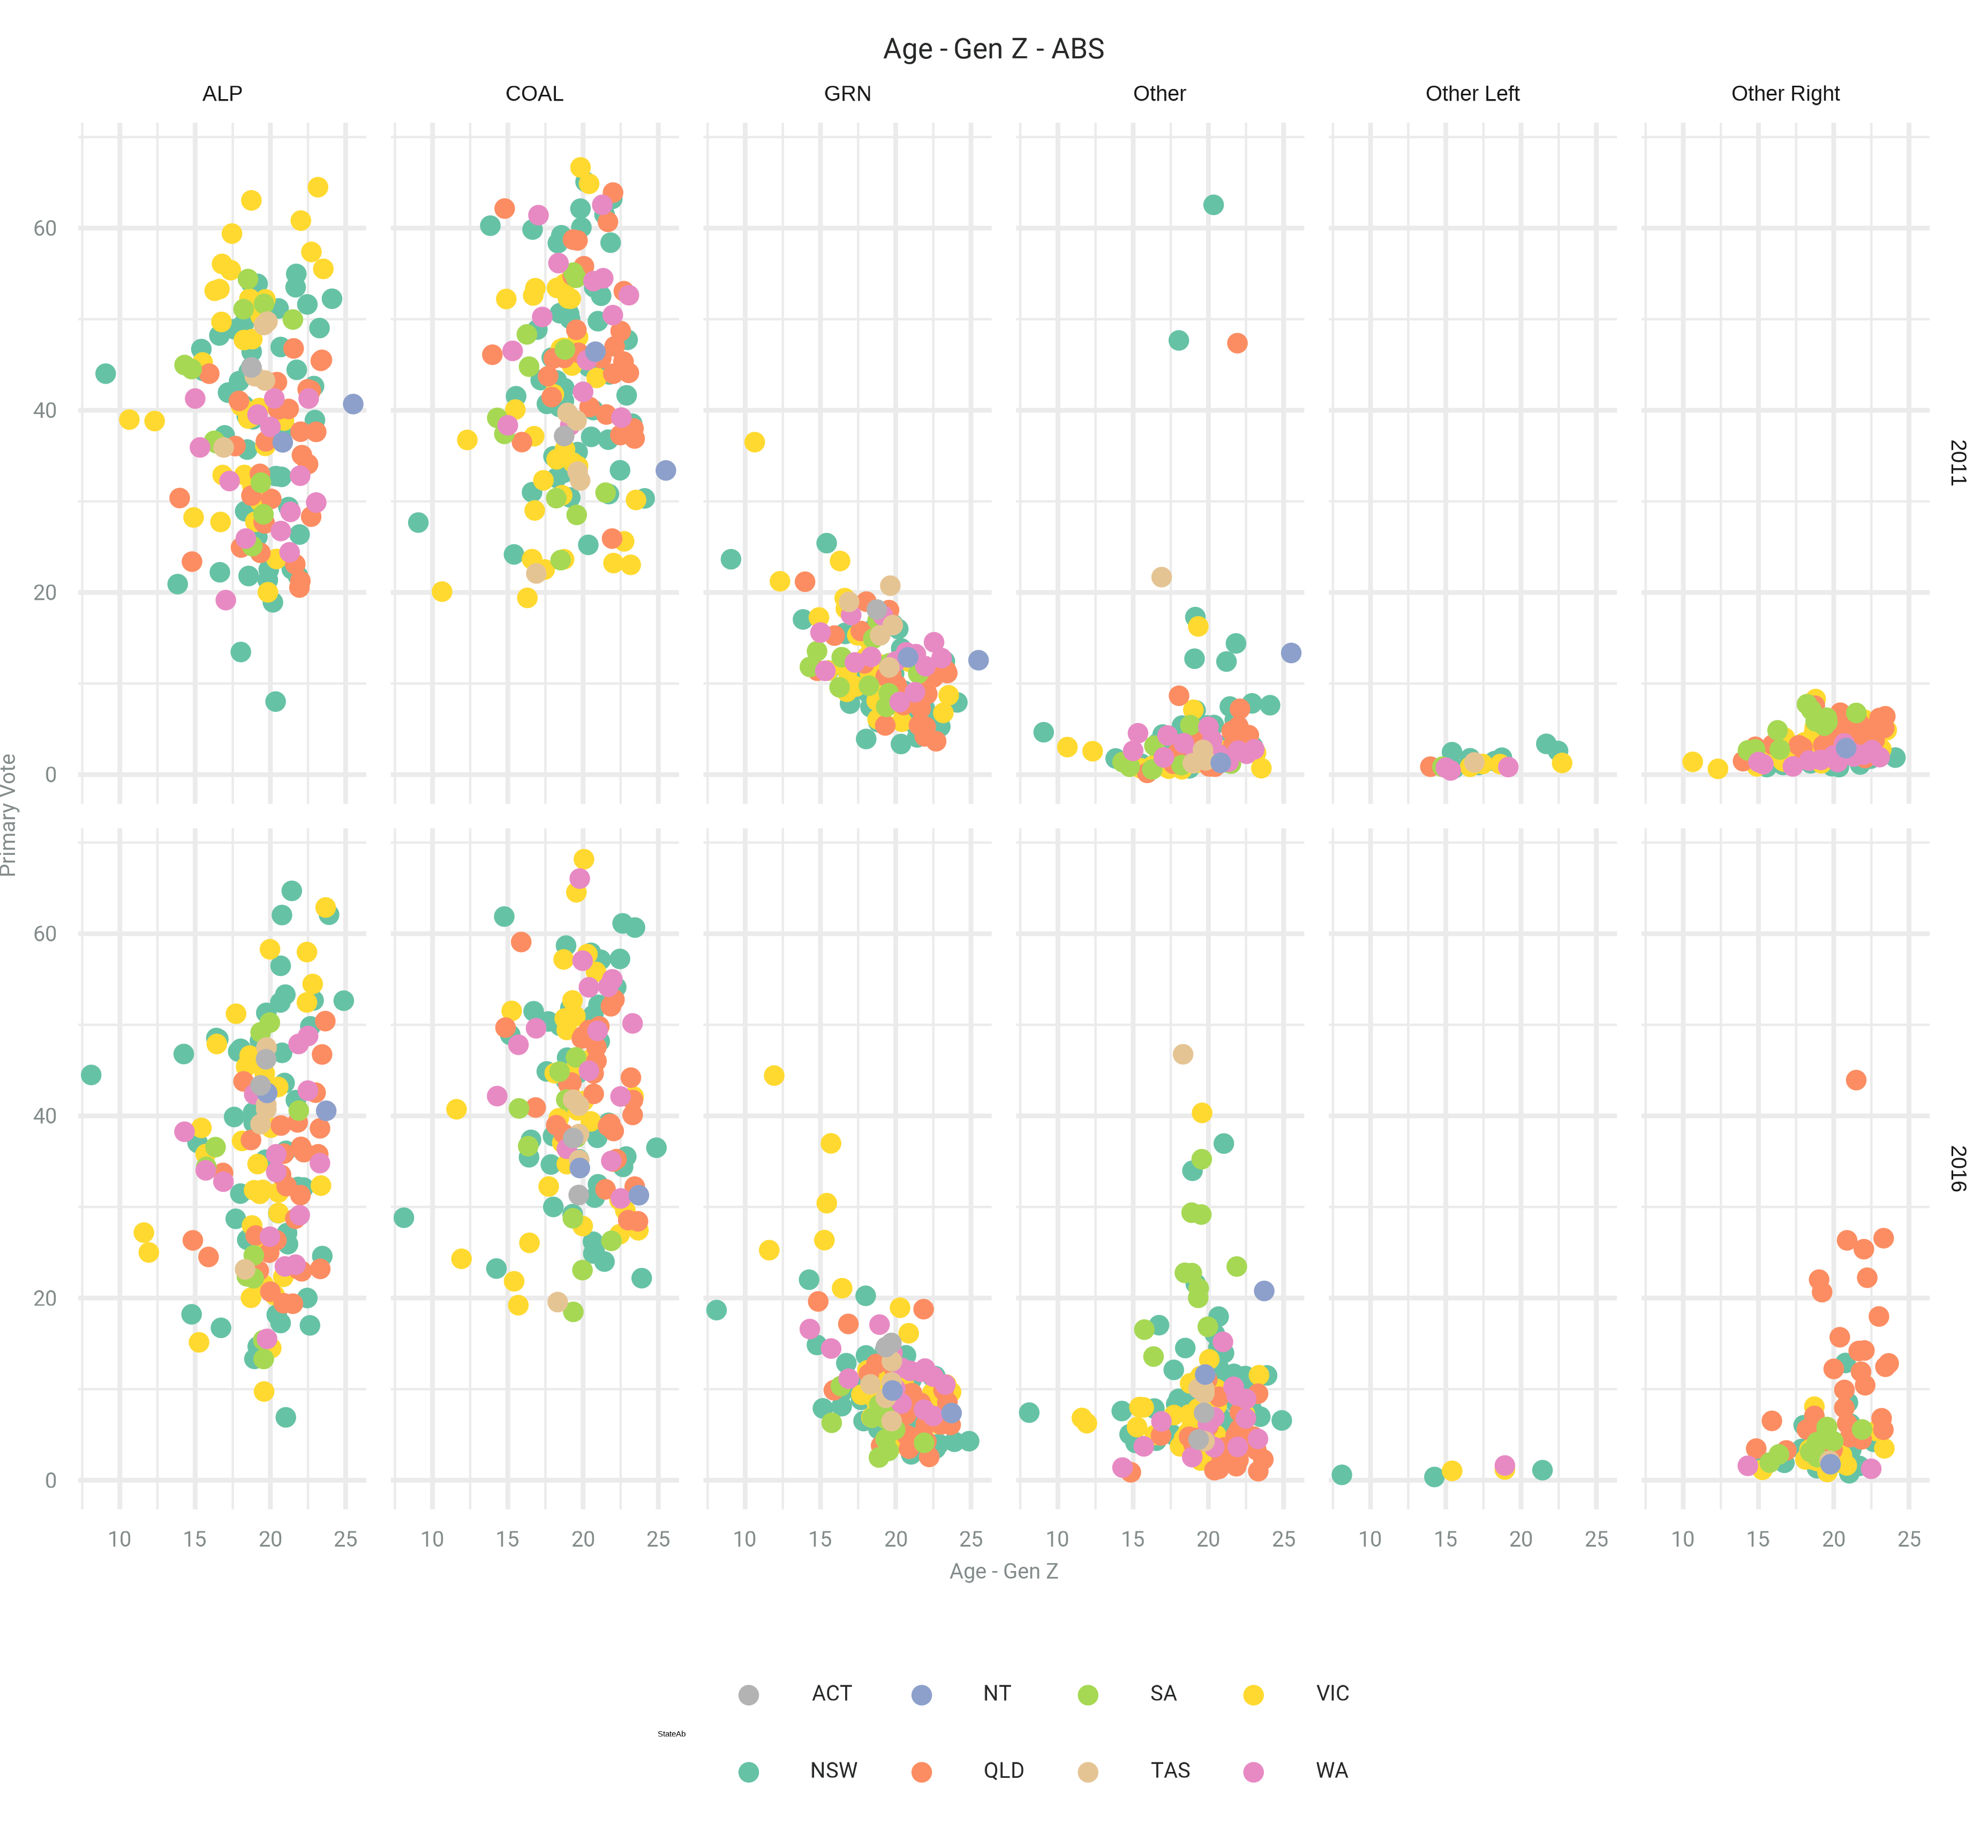 Age - Gen Z - ABS
ALP COAL GRN Other Other Left Other Right
60
40
20
0
2011
Primary Vote
60
40
20
0
2016
10 15 20 25 10 15 20 25 10 15 20 25 10 15 20 25 10 15 20 25 10 15 20 25
Age - Gen Z
ACT NT SA VIC
StateAb
NSW QLD TAS WA